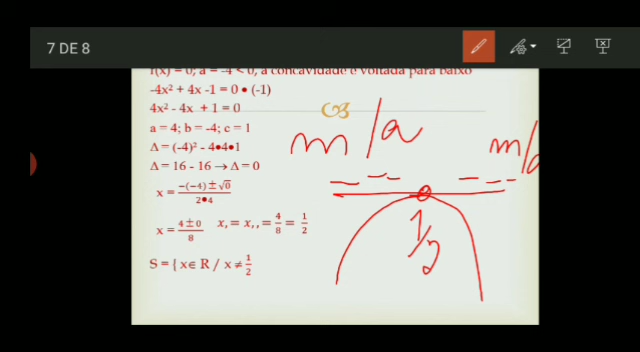 7 DE 8
f(x) = 0; a = -4 < 0, a concavidade é voltada para baixo
-4x² + 4x -1 = 0 • (-1)
4x² - 4x + 1 = 0
a = 4; b = -4; c = 1
Δ = (-4)² - 4•4•1
Δ = 16 - 16 → Δ = 0
x = -(-4) ± √0 / 2•4
x = 4±0 / 8 x, = x,, = 4/8 = 1/2
S = { x∈ R / x ≠ 1/2
m/a
m/a
1/2